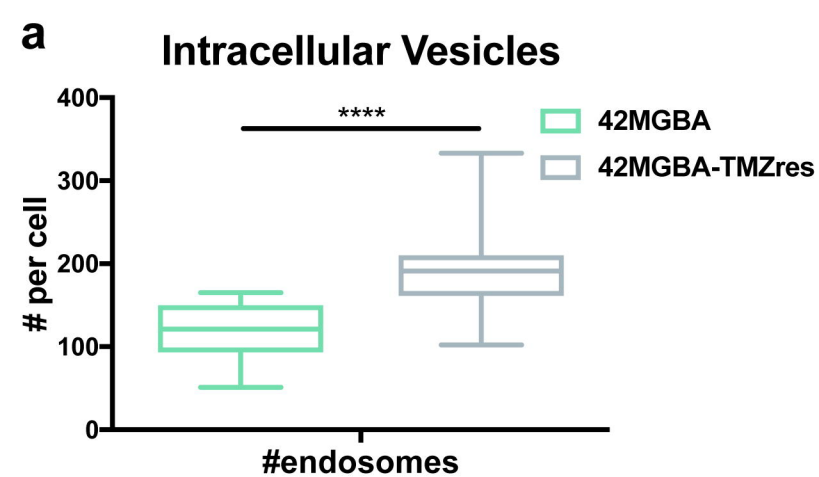 a
Intracellular Vesicles
400
300
200
100
0
# per cell
****
42MGBA
42MGBA-TMZres
#endosomes